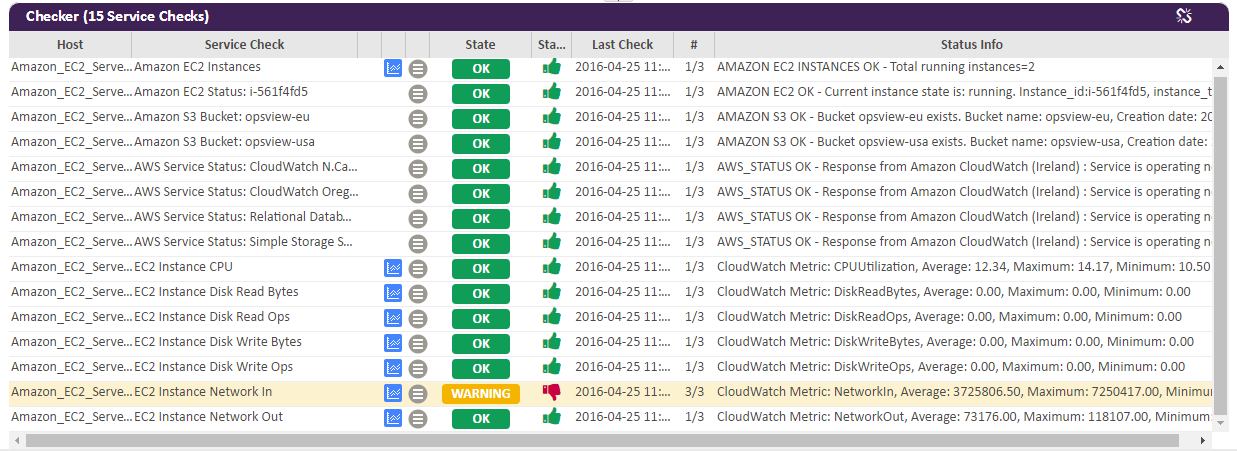 Checker (15 Service Checks)
Host Service Check State Sta... Last Check # Status Info
Amazon_EC2_Serve... Amazon EC2 Instances OK 2016-04-25 11:... 1/3 AMAZON EC2 INSTANCES OK - Total running instances=2
Amazon_EC2_Serve... Amazon EC2 Status: i-561f4fd5 OK 2016-04-25 11:... 1/3 AMAZON EC2 OK - Current instance state is: running. Instance_id:i-561f4fd5, instance_t
Amazon_EC2_Serve... Amazon S3 Bucket: opsview-eu OK 2016-04-25 11:... 1/3 AMAZON S3 OK - Bucket opsview-eu exists. Bucket name: opsview-eu, Creation date: 20
Amazon_EC2_Serve... Amazon S3 Bucket: opsview-usa OK 2016-04-25 11:... 1/3 AMAZON S3 OK - Bucket opsview-usa exists. Bucket name: opsview-usa, Creation date:
Amazon_EC2_Serve... AWS Service Status: CloudWatch N.Ca... OK 2016-04-25 11:... 1/3 AWS_STATUS OK - Response from Amazon CloudWatch (Ireland) : Service is operating n
Amazon_EC2_Serve... AWS Service Status: CloudWatch Oreg... OK 2016-04-25 11:... 1/3 AWS_STATUS OK - Response from Amazon CloudWatch (Ireland) : Service is operating n
Amazon_EC2_Serve... AWS Service Status: Relational Datab... OK 2016-04-25 11:... 1/3 AWS_STATUS OK - Response from Amazon CloudWatch (Ireland) : Service is operating n
Amazon_EC2_Serve... AWS Service Status: Simple Storage S... OK 2016-04-25 11:... 1/3 AWS_STATUS OK - Response from Amazon CloudWatch (Ireland) : Service is operating n
Amazon_EC2_Serve... EC2 Instance CPU OK 2016-04-25 11:... 1/3 CloudWatch Metric: CPUUtilization, Average: 12.34, Maximum: 14.17, Minimum: 10.50
Amazon_EC2_Serve... EC2 Instance Disk Read Bytes OK 2016-04-25 11:... 1/3 CloudWatch Metric: DiskReadBytes, Average: 0.00, Maximum: 0.00, Minimum: 0.00
Amazon_EC2_Serve... EC2 Instance Disk Read Ops OK 2016-04-25 11:... 1/3 CloudWatch Metric: DiskReadOps, Average: 0.00, Maximum: 0.00, Minimum: 0.00
Amazon_EC2_Serve... EC2 Instance Disk Write Bytes OK 2016-04-25 11:... 1/3 CloudWatch Metric: DiskWriteBytes, Average: 0.00, Maximum: 0.00, Minimum: 0.00
Amazon_EC2_Serve... EC2 Instance Disk Write Ops OK 2016-04-25 11:... 1/3 CloudWatch Metric: DiskWriteOps, Average: 0.00, Maximum: 0.00, Minimum: 0.00
Amazon_EC2_Serve... EC2 Instance Network In WARNING 2016-04-25 11:... 3/3 CloudWatch Metric: NetworkIn, Average: 3725806.50, Maximum: 7250417.00, Minimu
Amazon_EC2_Serve... EC2 Instance Network Out OK 2016-04-25 11:... 1/3 CloudWatch Metric: NetworkOut, Average: 73176.00, Maximum: 118107.00, Minimum: